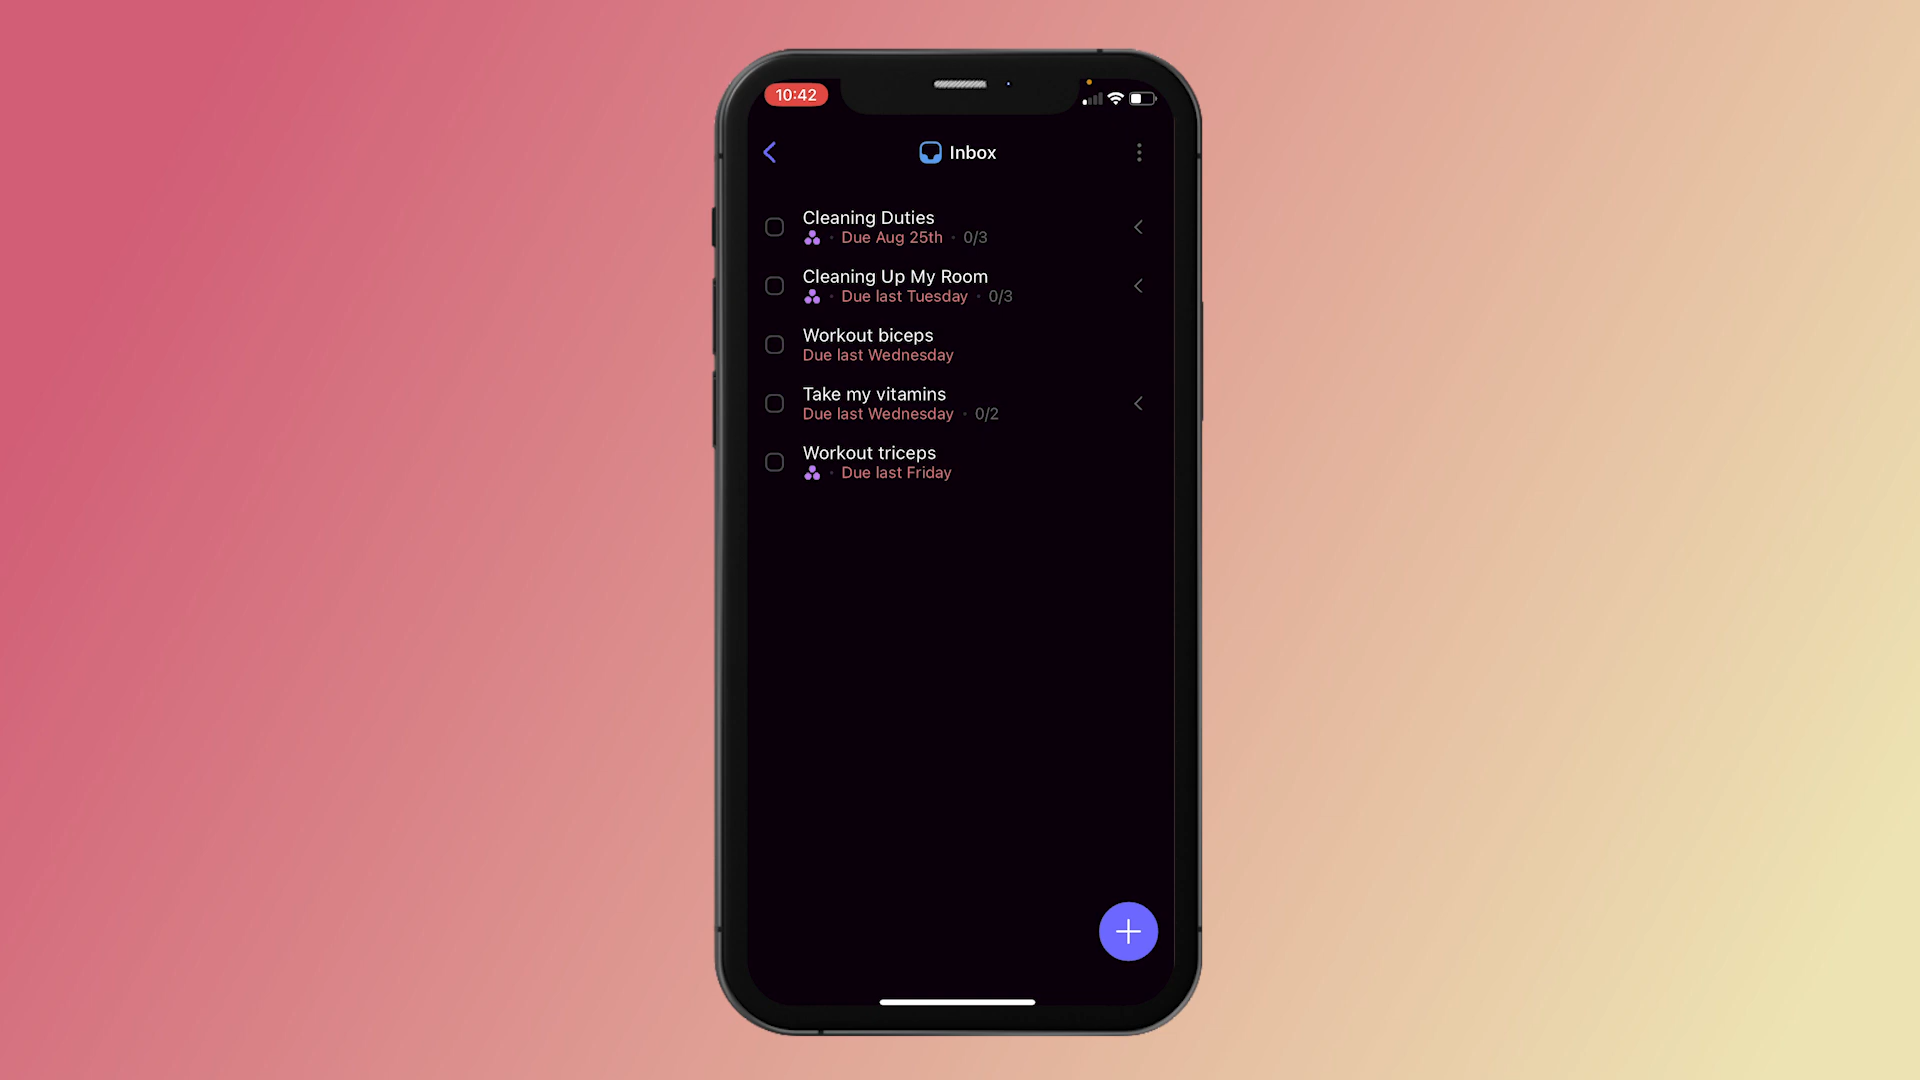 10:42
Inbox
Cleaning Duties
· Due Aug 25th · 0/3
Cleaning Up My Room
· Due last Tuesday · 0/3
Workout biceps
Due last Wednesday
Take my vitamins
Due last Wednesday · 0/2
Workout triceps
· Due last Friday